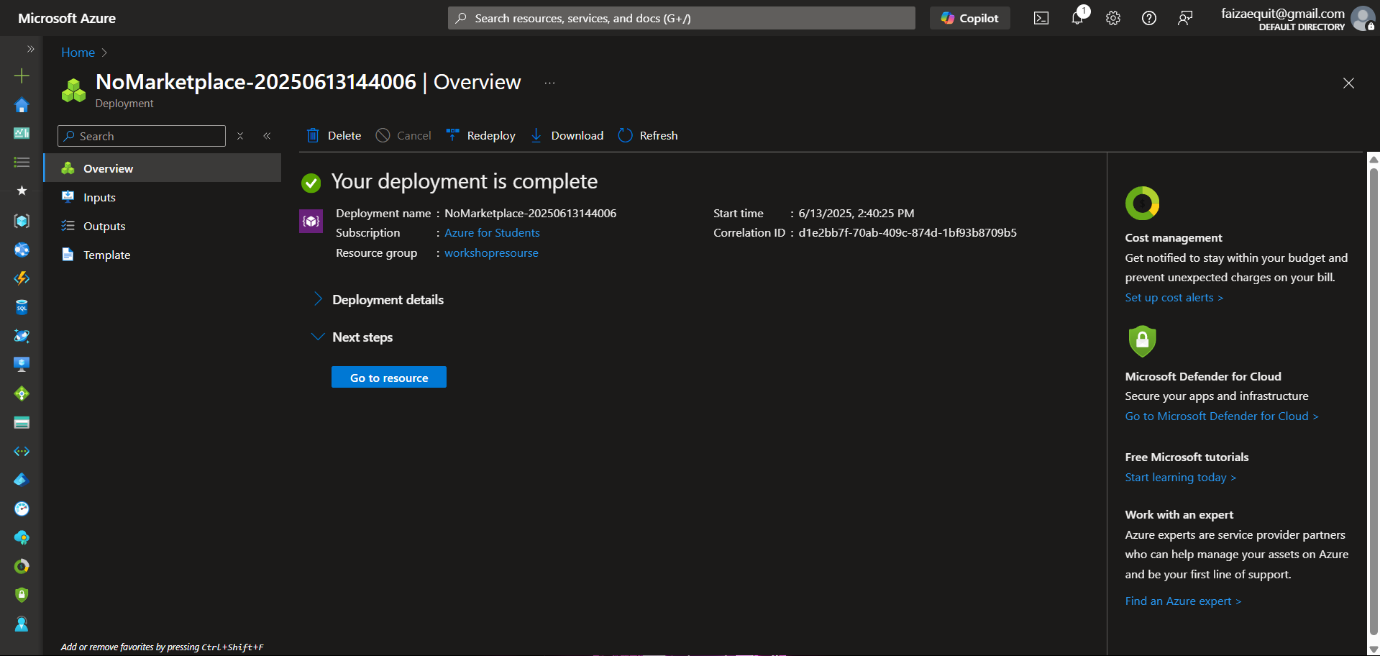 Microsoft Azure
Search resources, services, and docs (G+/)
Copilot
1
faizaequit@gmail.com
DEFAULT DIRECTORY
Home
NoMarketplace-20250613144006 | Overview
Deployment
Search
Delete
Cancel
Redeploy
Download
Refresh
Overview
Inputs
Outputs
Template
Your deployment is complete
Deployment name : NoMarketplace-20250613144006
Subscription : Azure for Students
Resource group : workshopresourse
Start time : 6/13/2025, 2:40:25 PM
Correlation ID : d1e2bb7f-70ab-409c-874d-1bf93b8709b5
Deployment details
Next steps
Go to resource
Cost management
Get notified to stay within your budget and
prevent unexpected charges on your bill.
Set up cost alerts >
Microsoft Defender for Cloud
Secure your apps and infrastructure
Go to Microsoft Defender for Cloud >
Free Microsoft tutorials
Start learning today >
Work with an expert
Azure experts are service provider partners
who can help manage your assets on Azure
and be your first line of support.
Find an Azure expert >
Add or remove favorites by pressing Ctrl+Shift+F